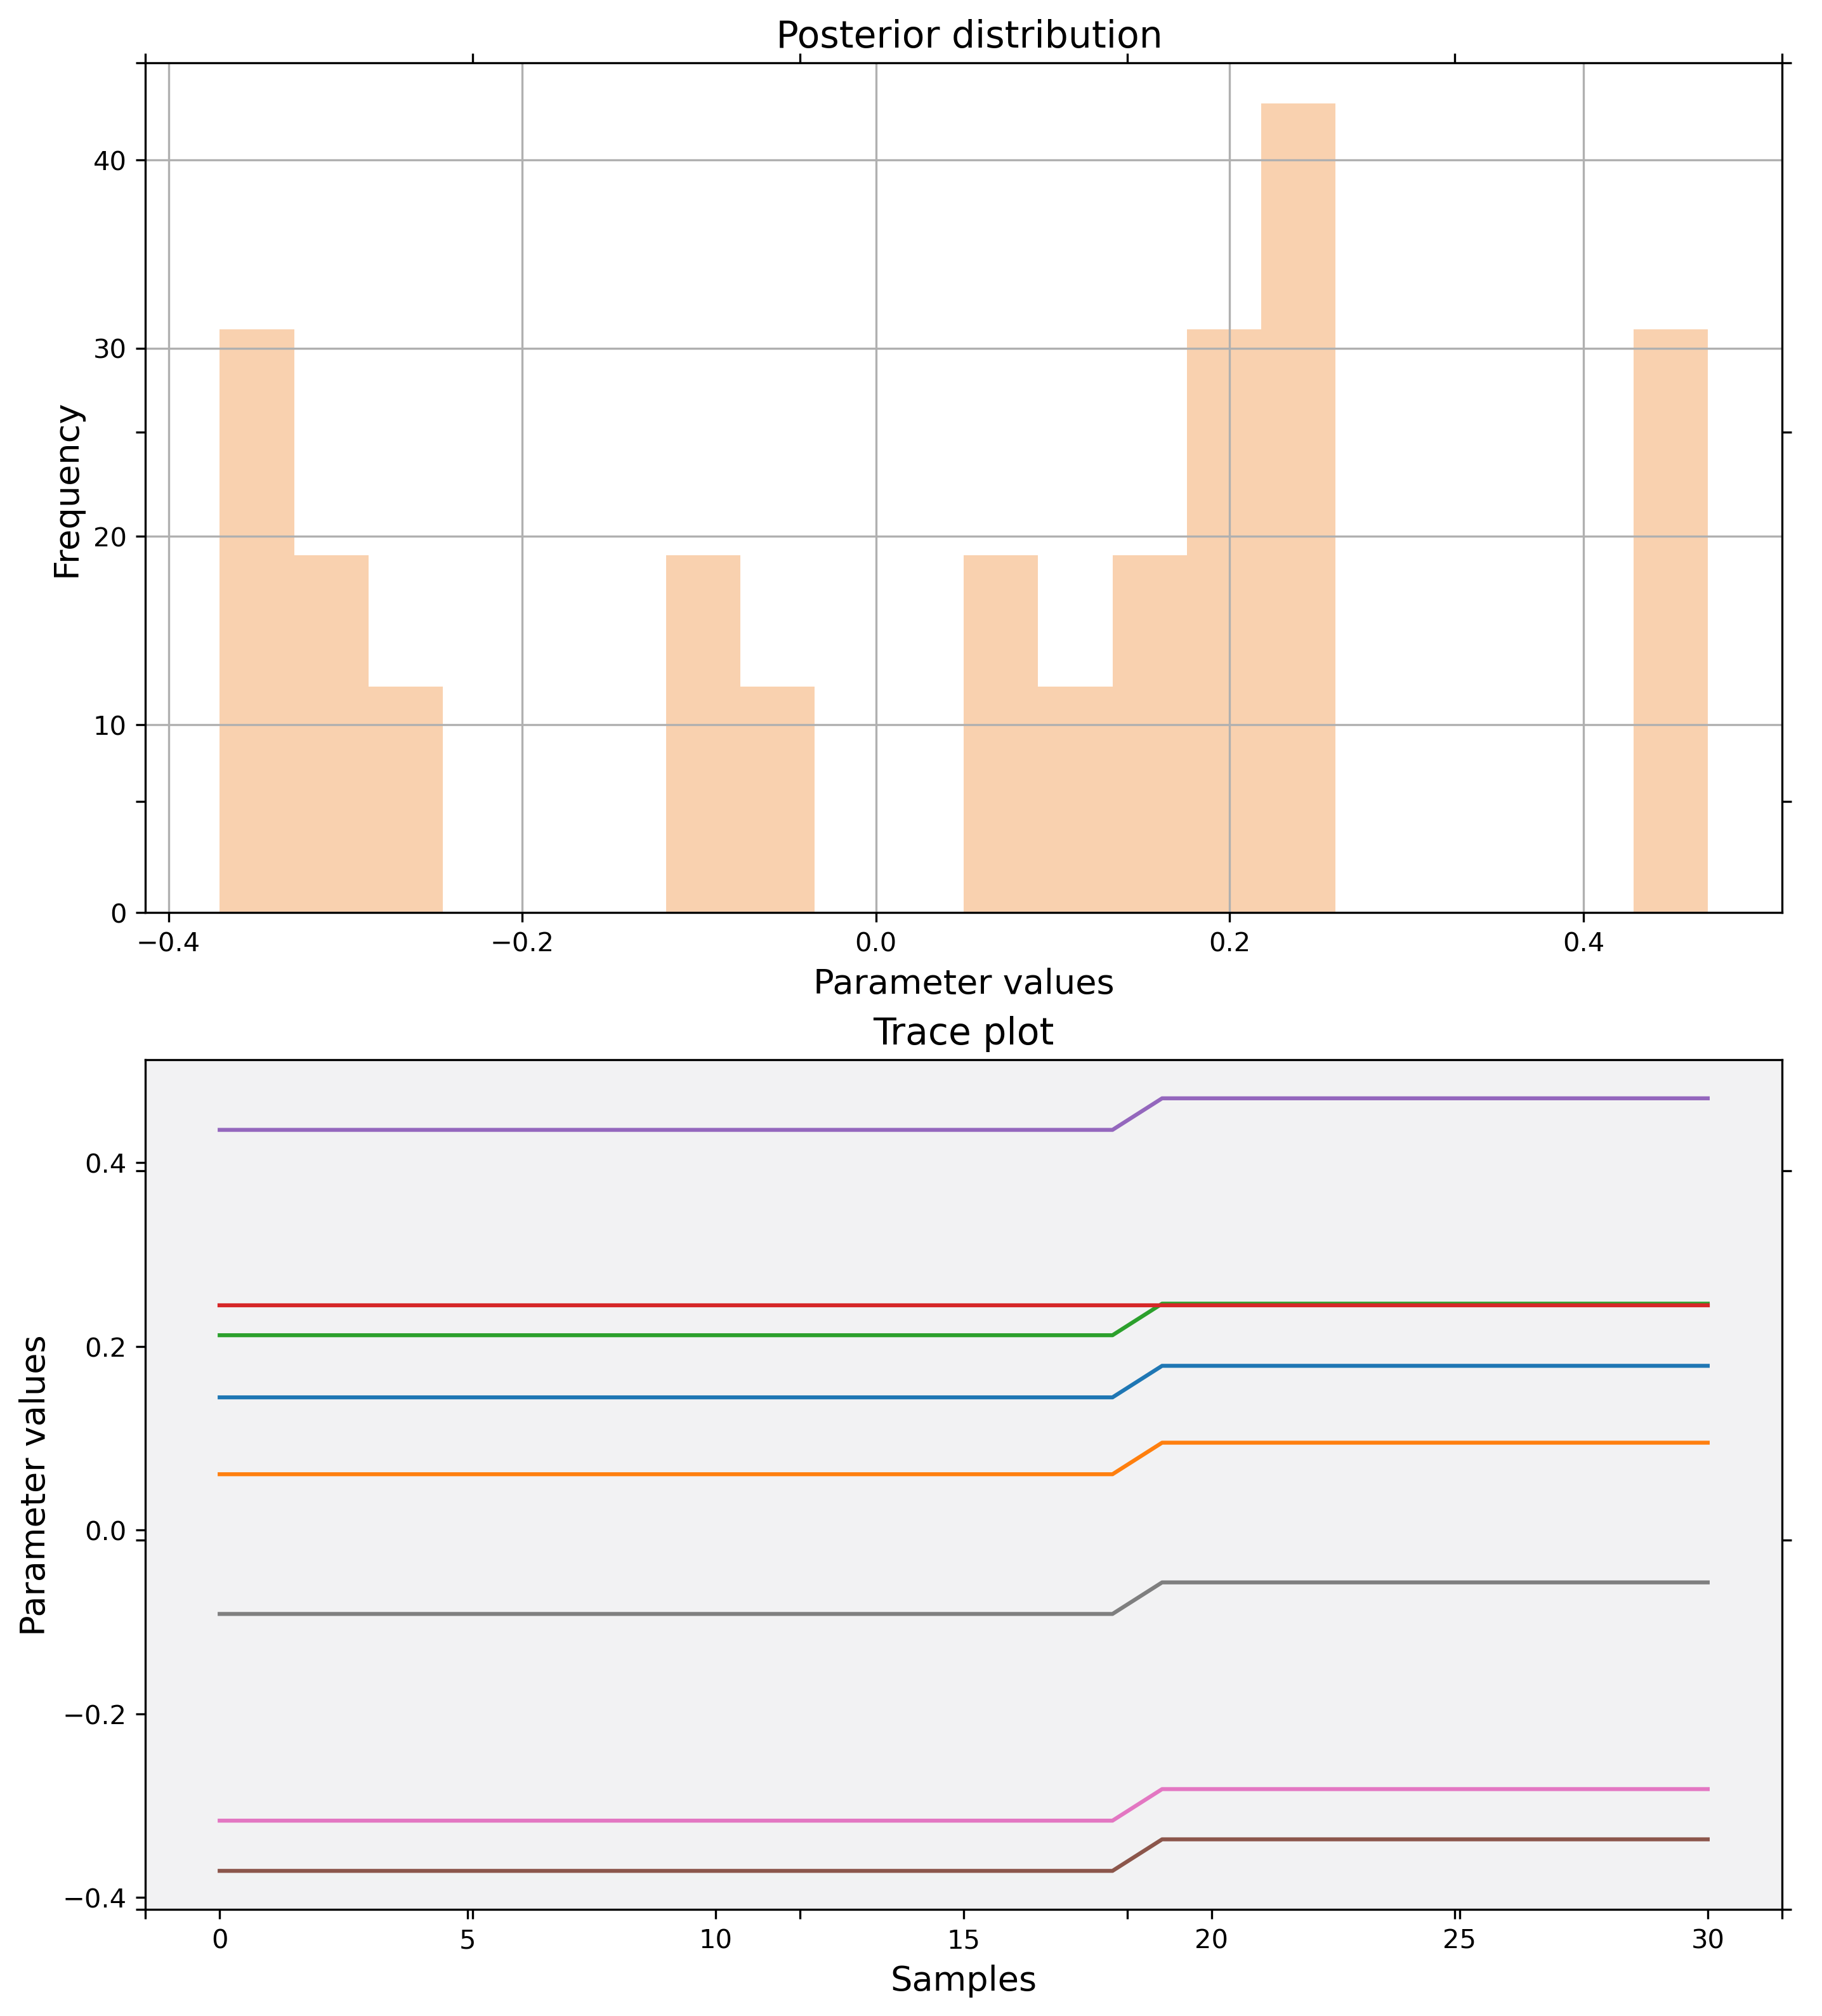 Posterior distribution
40
30
20
10
0
Frequency
−0.4 −0.2 0.0 0.2 0.4
Parameter values
Trace plot
0.4
0.2
0.0
−0.2
−0.4
Parameter values
0 5 10 15 20 25 30
Samples